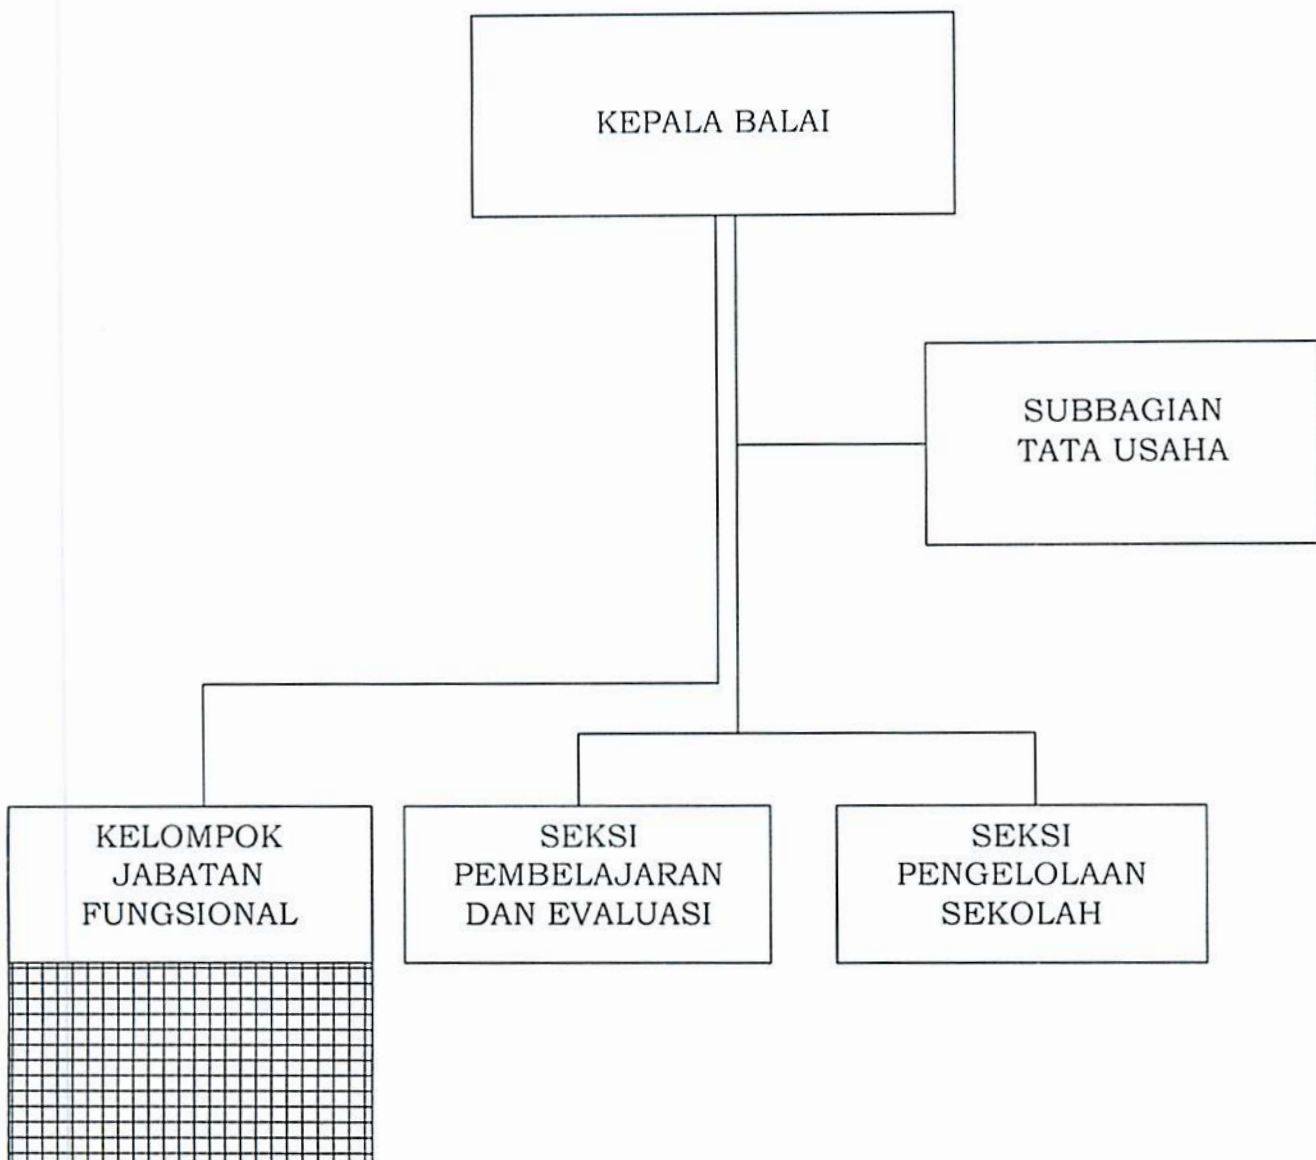 KEPALA BALAI
SUBBAGIAN
TATA USAHA
KELOMPOK
JABATAN
FUNGSIONAL
SEKSI
PEMBELAJARAN
DAN EVALUASI
SEKSI
PENGELOLAAN
SEKOLAH